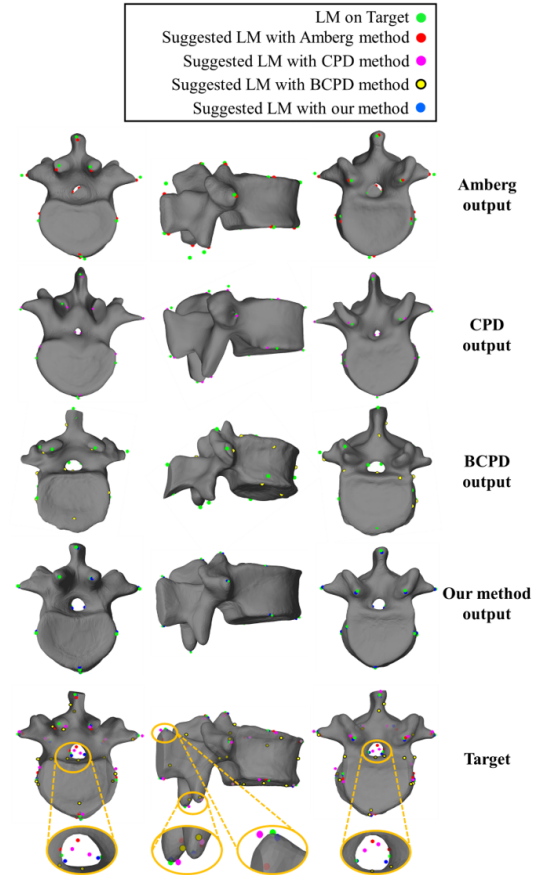 LM on Target
Suggested LM with Amberg method
Suggested LM with CPD method
Suggested LM with BCPD method
Suggested LM with our method
Amberg
output
CPD
output
BCPD
output
Our method
output
Target